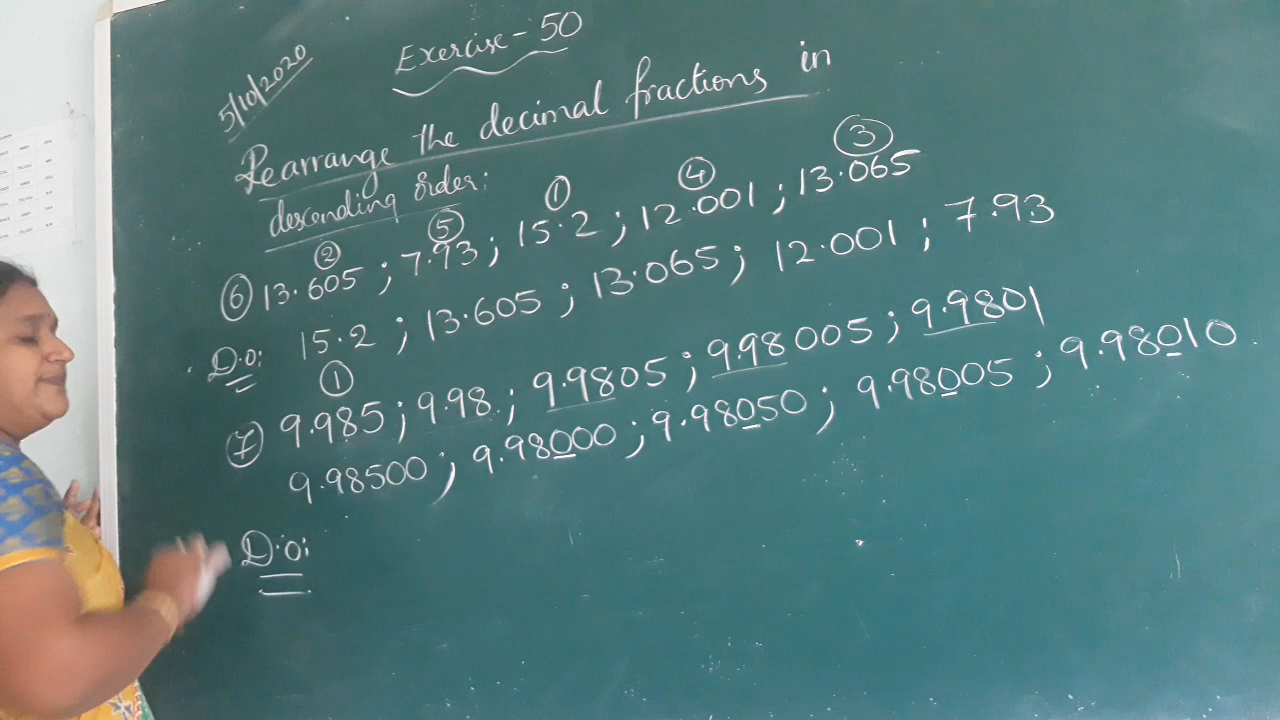 5/10/2020
Exercise - 50
Rearrange the decimal fractions in
descending order:
② ⑤ ① ④ ③
⑥ 13.605 ; 7.93 ; 15.2 ; 12.001 ; 13.065
D.O: 15.2 ; 13.605 ; 13.065 ; 12.001 ; 7.93
①
⑦ 9.985 ; 9.98 ; 9.9805 ; 9.98005 ; 9.9801
9.98500 ; 9.98000 ; 9.98050 ; 9.98005 ; 9.98010
D.O: